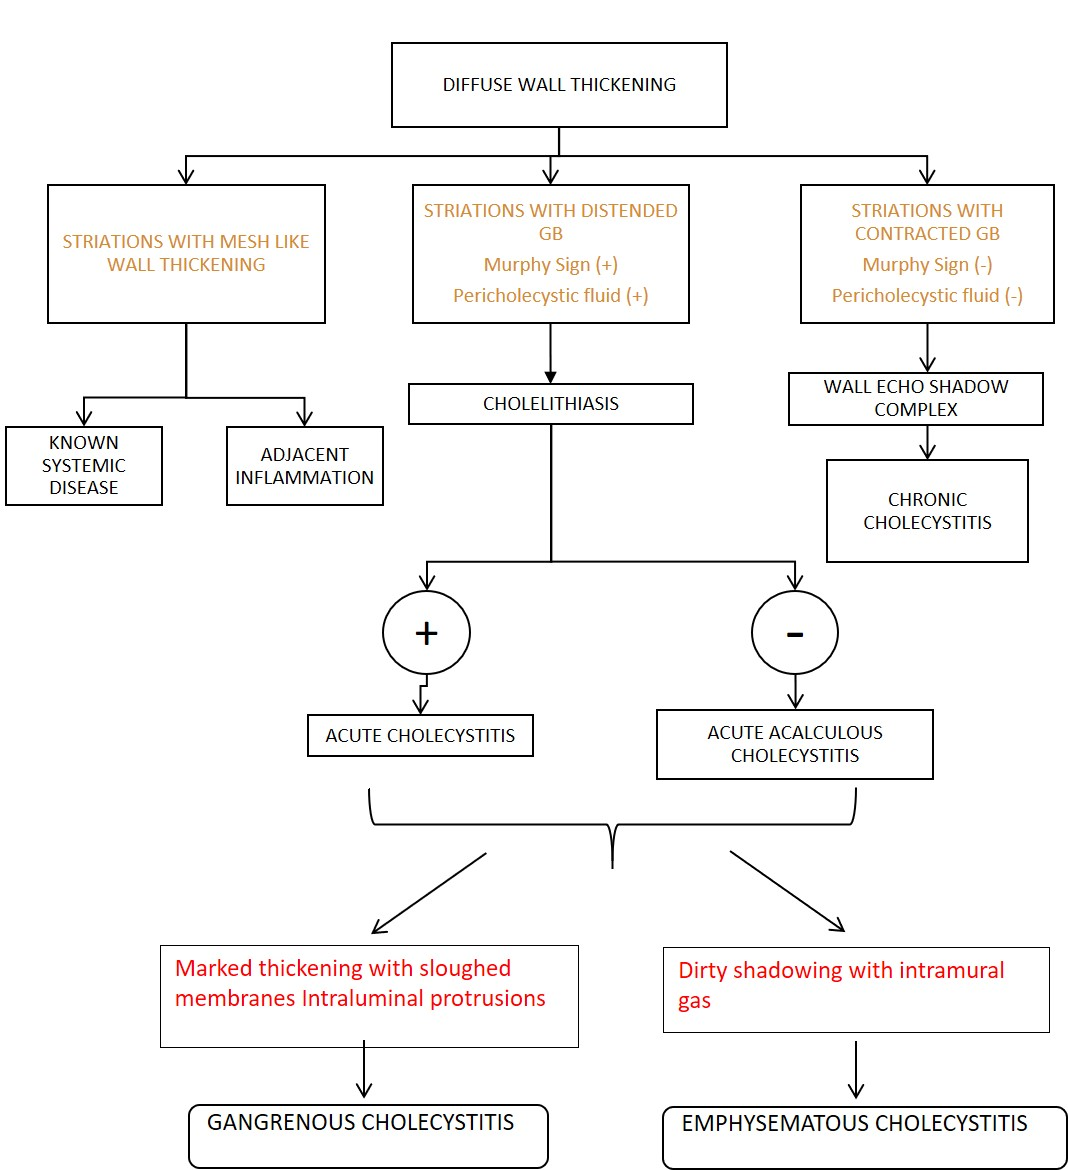 DIFFUSE WALL THICKENING
STRIATIONS WITH MESH LIKE
WALL THICKENING
STRIATIONS WITH DISTENDED
GB
Murphy Sign (+)
Pericholecystic fluid (+)
STRIATIONS WITH
CONTRACTED GB
Murphy Sign (-)
Pericholecystic fluid (-)
KNOWN
SYSTEMIC
DISEASE
ADJACENT
INFLAMMATION
CHOLELITHIASIS
WALL ECHO SHADOW
COMPLEX
CHRONIC
CHOLECYSTITIS
+
-
ACUTE CHOLECYSTITIS
ACUTE ACALCULOUS
CHOLECYSTITIS
Marked thickening with sloughed
membranes Intraluminal protrusions
Dirty shadowing with intramural
gas
GANGRENOUS CHOLECYSTITIS
EMPHYSEMATOUS CHOLECYSTITIS